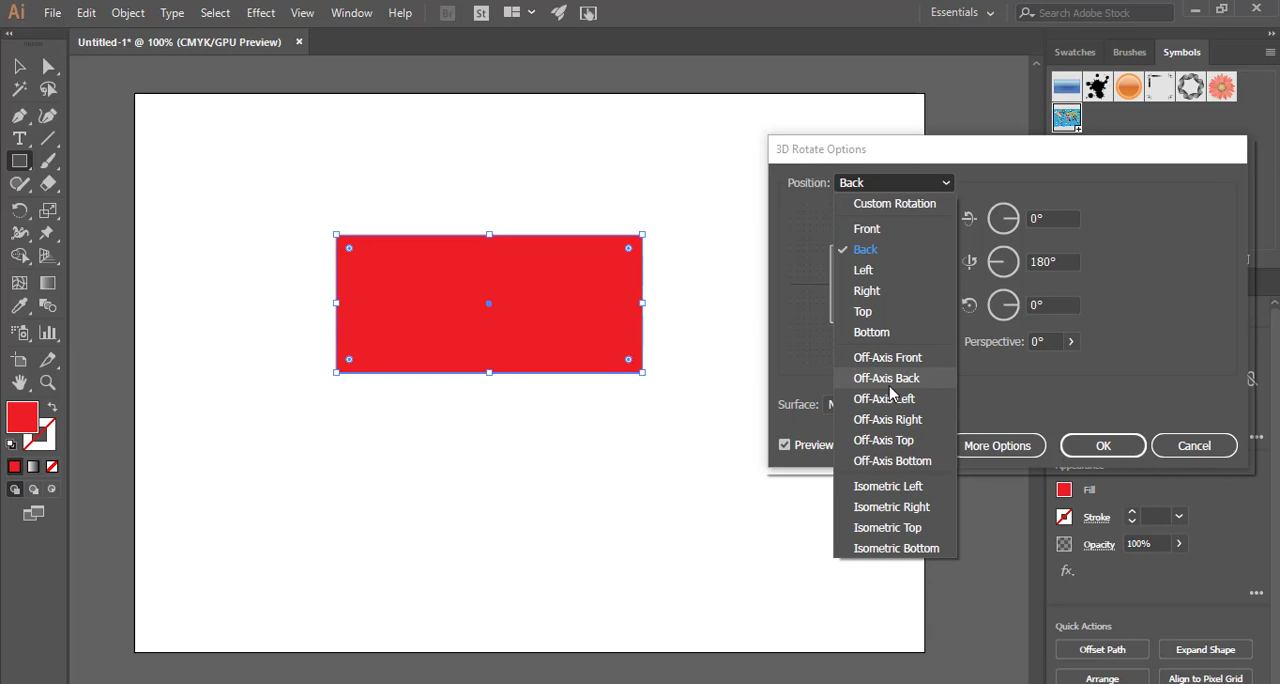 Ai File Edit Object Type Select Effect View Window Help Br St Essentials Search Adobe Stock
Untitled-1* @ 100% (CMYK/GPU Preview)
Swatches Brushes Symbols
3D Rotate Options
Position: Back
Custom Rotation
Front
Back
Left
Right
Top
Bottom
Off-Axis Front
Off-Axis Back
Off-Axis Left
Off-Axis Right
Off-Axis Top
Off-Axis Bottom
Isometric Left
Isometric Right
Isometric Top
Isometric Bottom
0°
180°
0°
Perspective: 0°
Surface:
Preview More Options OK Cancel
Appearance
Fill
Stroke
Opacity 100%
fx.
Quick Actions
Offset Path Expand Shape
Arrange Align to Pixel Grid